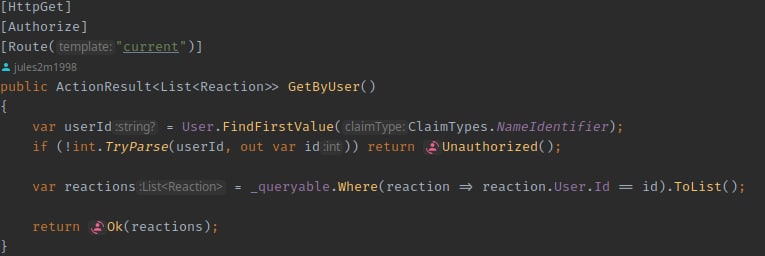 [HttpGet]
[Authorize]
[Route(template:"current")]
jules2m1998
public ActionResult<List<Reaction>> GetByUser()
{
var userId:string? = User.FindFirstValue(claimType:ClaimTypes.NameIdentifier);
if (!int.TryParse(userId, out var id:int)) return Unauthorized();
var reactions:List<Reaction> = _queryable.Where(reaction => reaction.User.Id == id).ToList();
return Ok(reactions);
}